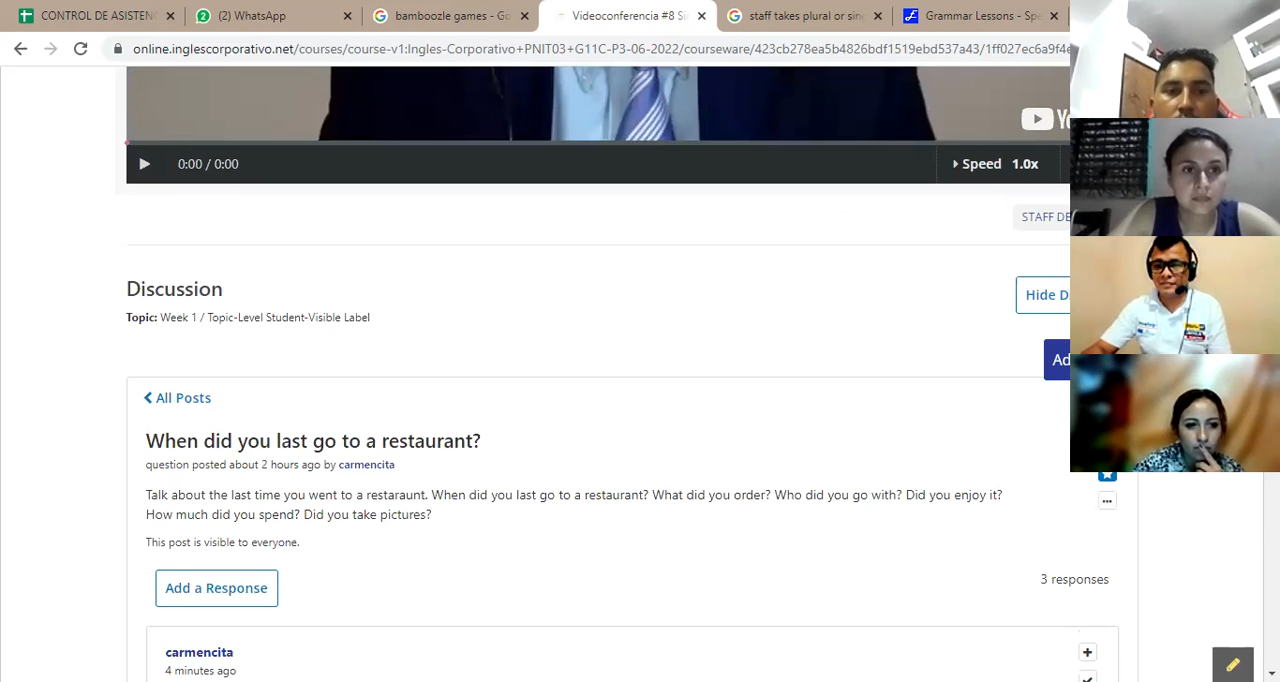 CONTROL DE ASISTEN
(2) WhatsApp
bamboozle games - Go
Videoconferencia #8 Sin
staff takes plural or sing
Grammar Lessons - Spe
online.inglescorporativo.net/courses/course-v1:Ingles-Corporativo+PNIT03+G11C-P3-06-2022/courseware/423cb278ea5b4826bdf1519ebd537a43/1ff027ec6a9f4e
0:00 / 0:00
Speed 1.0x
STAFF DE
Discussion
Hide D
Topic: Week 1 / Topic-Level Student-Visible Label
Ad
All Posts
When did you last go to a restaurant?
question posted about 2 hours ago by carmencita
Talk about the last time you went to a restaraunt. When did you last go to a restaurant? What did you order? Who did you go with? Did you enjoy it?
How much did you spend? Did you take pictures?
This post is visible to everyone.
Add a Response
3 responses
carmencita
4 minutes ago